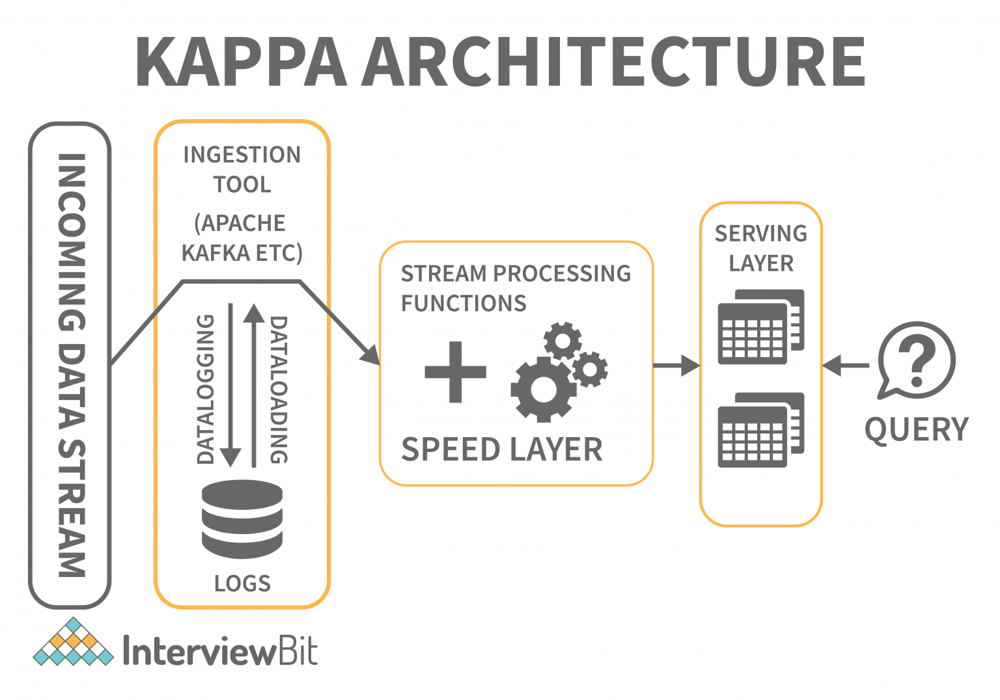 KAPPA ARCHITECTURE
INCOMING DATA STREAM
INGESTION
TOOL
(APACHE
KAFKA ETC)
DATALOGGING
DATALOADING
LOGS
STREAM PROCESSING
FUNCTIONS
SPEED LAYER
SERVING
LAYER
?
QUERY
InterviewBit